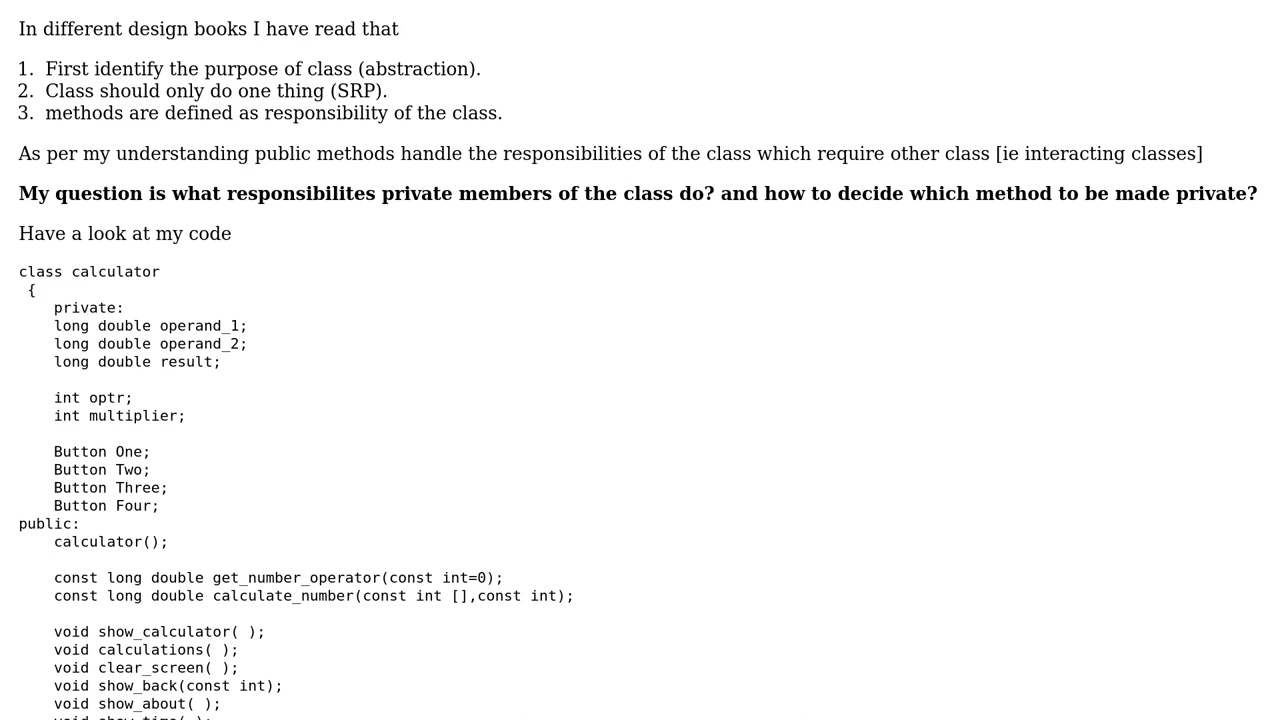 In different design books I have read that
1. First identify the purpose of class (abstraction).
2. Class should only do one thing (SRP).
3. methods are defined as responsibility of the class.
As per my understanding public methods handle the responsibilities of the class which require other class [ie interacting classes]
My question is what responsibilites private members of the class do? and how to decide which method to be made private?
Have a look at my code
class calculator
{
private:
long double operand_1;
long double operand_2;
long double result;
int optr;
int multiplier;
Button One;
Button Two;
Button Three;
Button Four;
public:
calculator();
const long double get_number_operator(const int=0);
const long double calculate_number(const int [],const int);
void show_calculator( );
void calculations( );
void clear_screen( );
void show_back(const int);
void show_about( );
void show_time( );